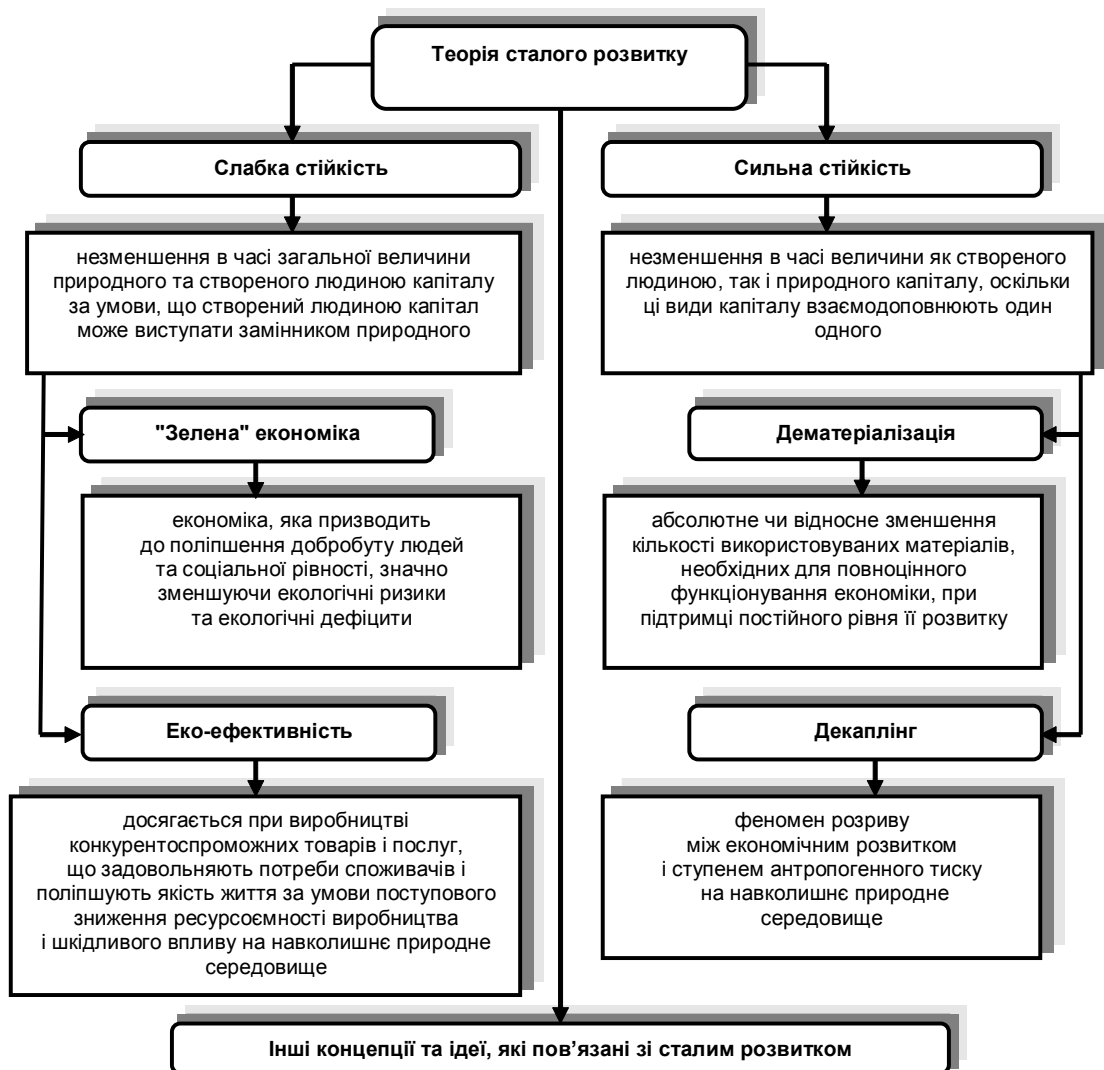 Теорія сталого розвитку
Слабка стійкість
незменшення в часі загальної величини
природного та створеного людиною капіталу
за умови, що створений людиною капітал
може виступати замінником природного
"Зелена" економіка
економіка, яка призводить
до поліпшення добробуту людей
та соціальної рівності, значно
зменшуючи екологічні ризики
та екологічні дефіцити
Еко-ефективність
досягається при виробництві
конкурентоспроможних товарів і послуг,
що задовольняють потреби споживачів і
поліпшують якість життя за умови поступового
зниження ресурсоємності виробництва
і шкідливого впливу на навколишнє природне
середовище
Сильна стійкість
незменшення в часі величини як створеного
людиною, так і природного капіталу, оскільки
ці види капіталу взаємодоповнюють один
одного
Дематеріалізація
абсолютне чи відносне зменшення
кількості використовуваних матеріалів,
необхідних для повноцінного
функціонування економіки, при
підтримці постійного рівня її розвитку
Декаплінг
феномен розриву
між економічним розвитком
і ступенем антропогенного тиску
на навколишнє природне
середовище
Інші концепції та ідеї, які пов’язані зі сталим розвитком